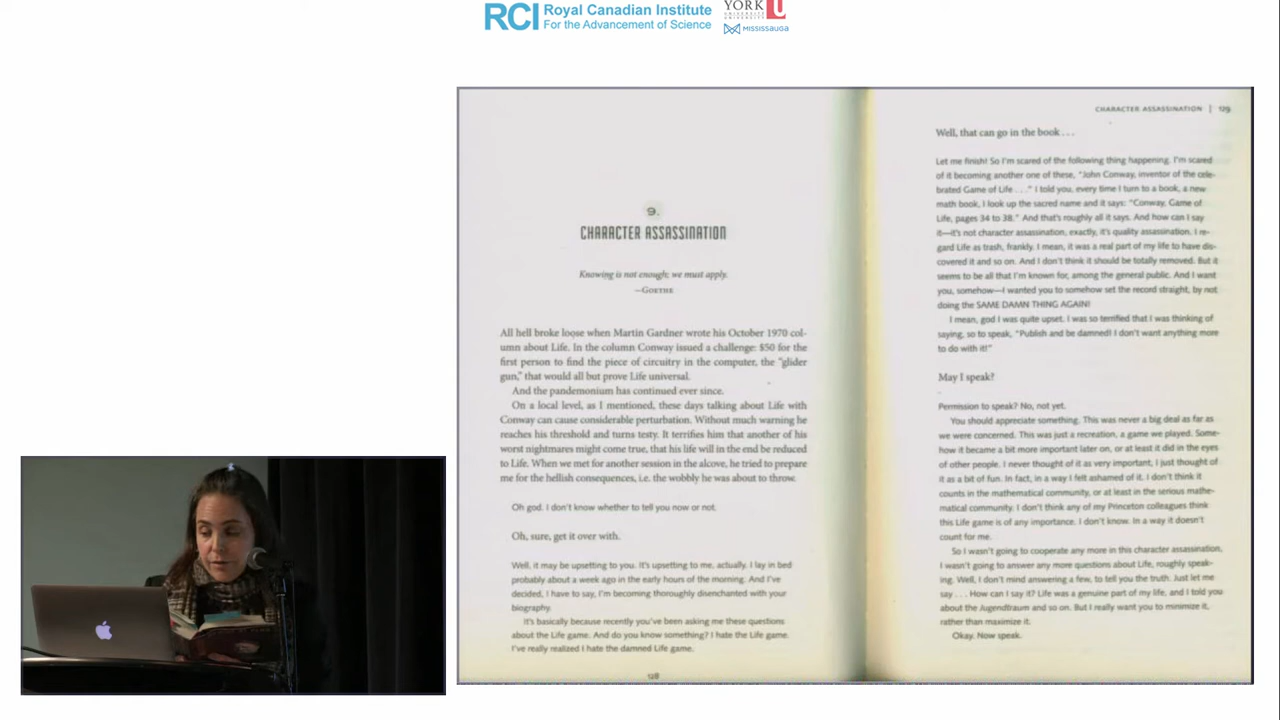 RCI Royal Canadian Institute
For the Advancement of Science
YORK U
UNIVERSITÉ
UNIVERSITY
MISSISSAUGA
9.
CHARACTER ASSASSINATION
Knowing is not enough; we must apply.
—GOETHE
All hell broke loose when Martin Gardner wrote his October 1970 col-
umn about Life. In the column Conway issued a challenge: $50 for the
first person to find the piece of circuitry in the computer, the "glider
gun," that would all but prove Life universal.
And the pandemonium has continued ever since.
On a local level, as I mentioned, these days talking about Life with
Conway can cause considerable perturbation. Without much warning he
reaches his threshold and turns testy. It terrifies him that another of his
worst nightmares might come true, that his life will in the end be reduced
to Life. When we met for another session in the alcove, he tried to prepare
me for the hellish consequences, i.e. the wobbly he was about to throw.
Oh god. I don't know whether to tell you now or not.
Oh, sure, get it over with.
Well, it may be upsetting to you. It's upsetting to me, actually. I lay in bed
probably about a week ago in the early hours of the morning. And I've
decided, I have to say, I'm becoming thoroughly disenchanted with your
biography.
It's basically because recently you've been asking me these questions
about the Life game. And do you know something? I hate the Life game.
I've really realized I hate the damned Life game.
128
CHARACTER ASSASSINATION | 129
Well, that can go in the book . . .
Let me finish! So I'm scared of the following thing happening. I'm scared
of it becoming another one of these, "John Conway, inventor of the cele-
brated Game of Life . . ." I told you, every time I turn to a book, a new
math book, I look up the sacred name and it says: "Conway, Game of
Life, pages 34 to 38." And that's roughly all it says. And how can I say
it—it's not character assassination, exactly, it's quality assassination. I re-
gard Life as trash, frankly. I mean, it was a real part of my life to have dis-
covered it and so on. And I don't think it should be totally removed. But it
seems to be all that I'm known for, among the general public. And I want
you, somehow—I wanted you to somehow set the record straight, by not
doing the SAME DAMN THING AGAIN!
I mean, god I was quite upset. I was so terrified that I was thinking of
saying, so to speak, "Publish and be damned! I don't want anything more
to do with it!"
May I speak?
Permission to speak? No, not yet.
You should appreciate something. This was never a big deal as far as
we were concerned. This was just a recreation, a game we played. Some-
how it became a bit more important later on, or at least it did in the eyes
of other people. I never thought of it as very important, I just thought of
it as a bit of fun. In fact, in a way I felt ashamed of it. I don't think it
counts in the mathematical community, or at least in the serious mathe-
matical community. I don't think any of my Princeton colleagues think
this Life game is of any importance. I don't know. In a way it doesn't
count for me.
So I wasn't going to cooperate any more in this character assassination,
I wasn't going to answer any more questions about Life, roughly speak-
ing. Well, I don't mind answering a few, to tell you the truth. Just let me
say . . . How can I say it? Life was a genuine part of my life, and I told you
about the Jugendtraum and so on. But I really want you to minimize it,
rather than maximize it.
Okay. Now speak.